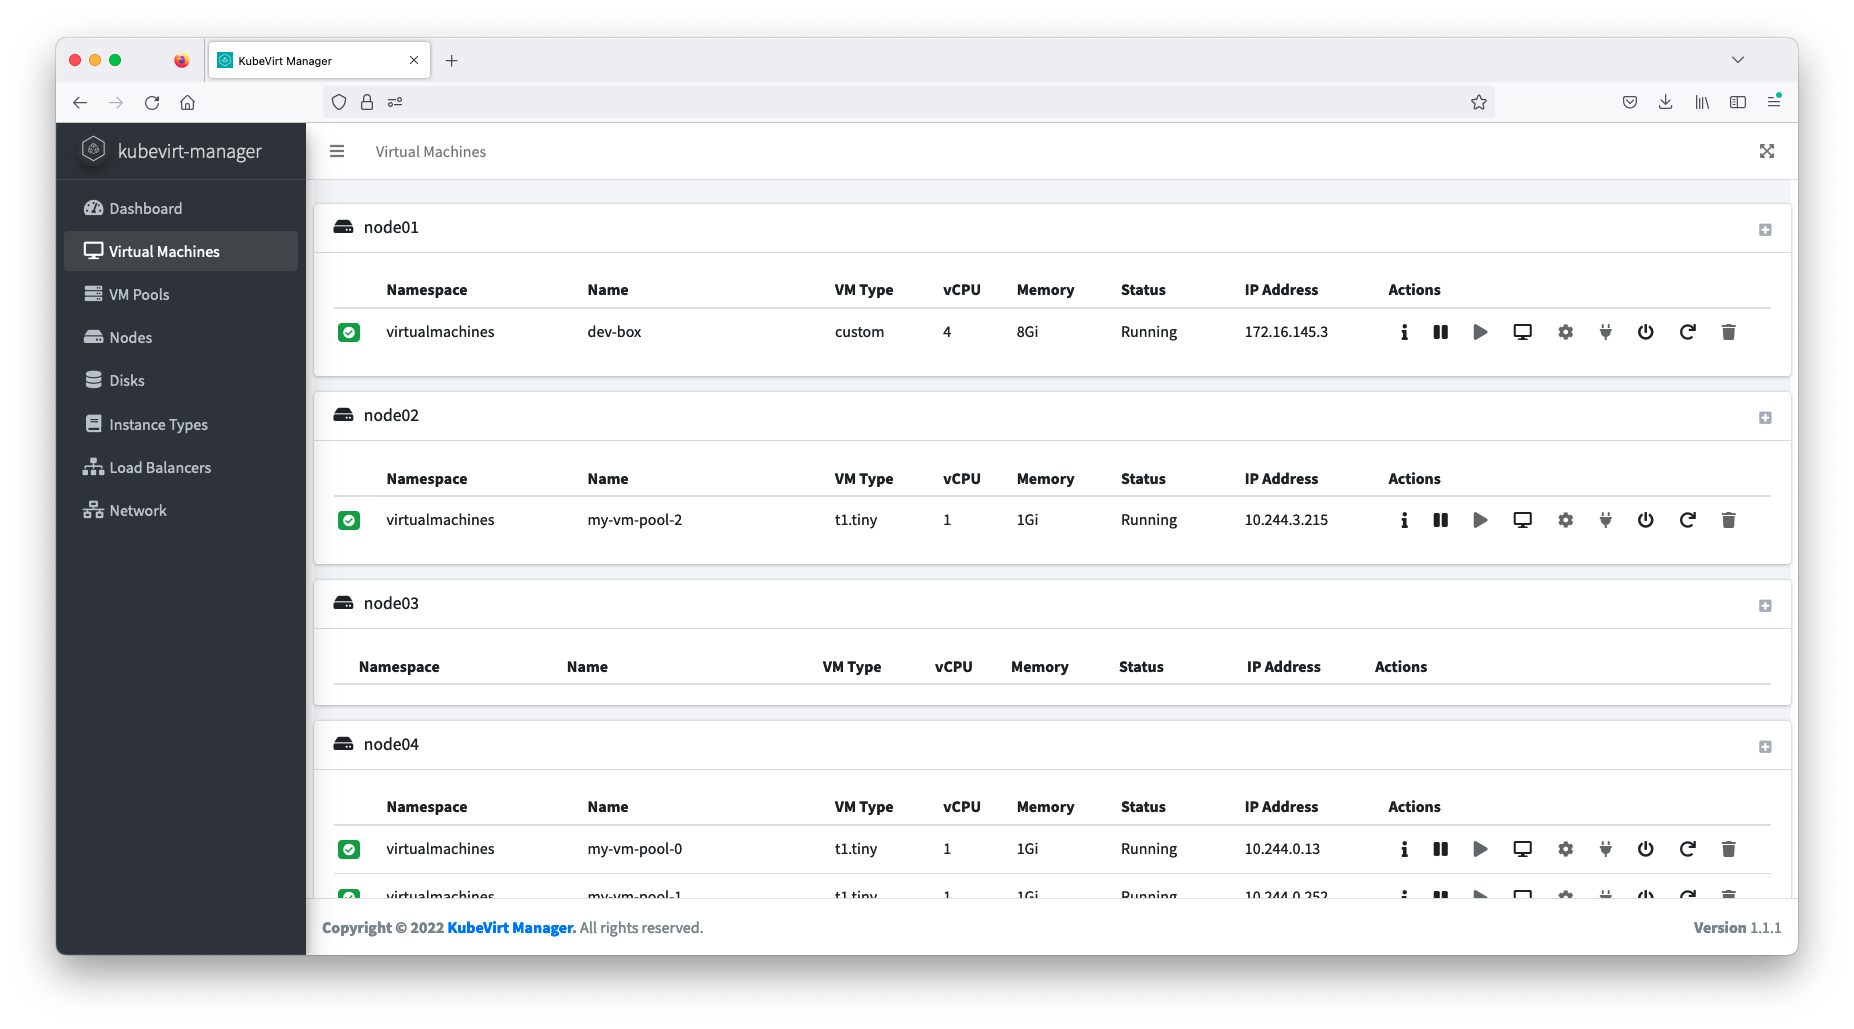 KubeVirt Manager
kubevirt-manager
Virtual Machines
Dashboard
Virtual Machines
VM Pools
Nodes
Disks
Instance Types
Load Balancers
Network
node01
Namespace Name VM Type vCPU Memory Status IP Address Actions
virtualmachines dev-box custom 4 8Gi Running 172.16.145.3
node02
Namespace Name VM Type vCPU Memory Status IP Address Actions
virtualmachines my-vm-pool-2 t1.tiny 1 1Gi Running 10.244.3.215
node03
Namespace Name VM Type vCPU Memory Status IP Address Actions
node04
Namespace Name VM Type vCPU Memory Status IP Address Actions
virtualmachines my-vm-pool-0 t1.tiny 1 1Gi Running 10.244.0.13
virtualmachines my-vm-pool-1 t1.tiny 1 1Gi Running 10.244.0.252
Copyright © 2022 KubeVirt Manager. All rights reserved.
Version 1.1.1